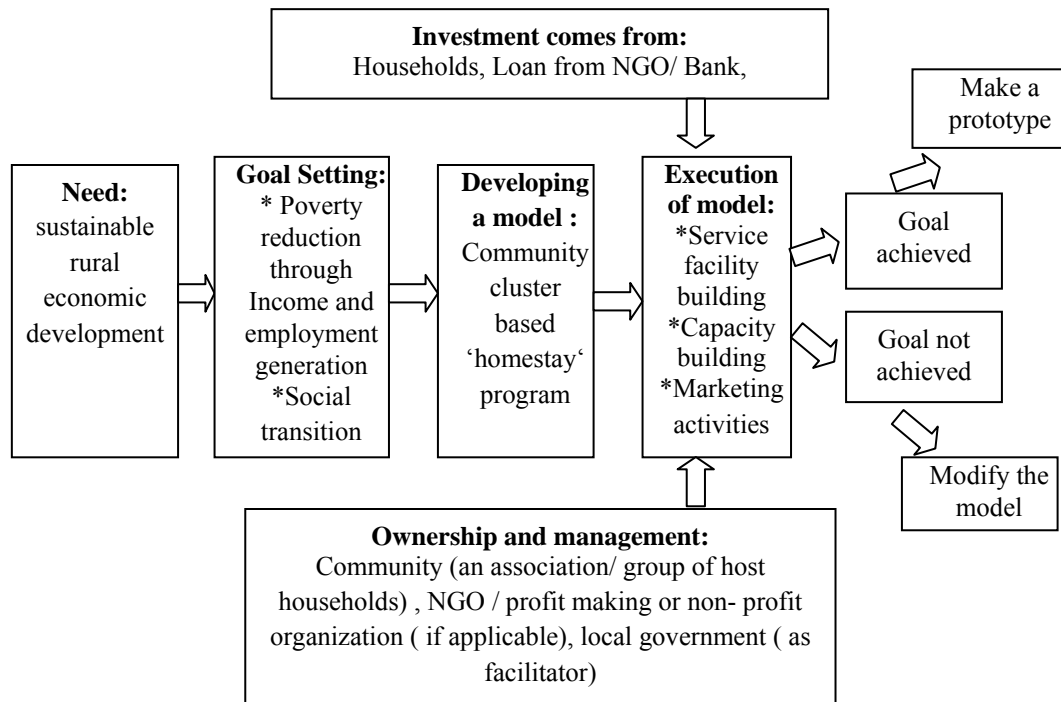 Investment comes from:
Households, Loan from NGO/ Bank,
Make a
prototype
Need:
sustainable
rural
economic
development
Goal Setting:
* Poverty
reduction
through
Income and
employment
generation
*Social
transition
Developing
a model :
Community
cluster
based
‘homestay‘
program
Execution
of model:
*Service
facility
building
*Capacity
building
*Marketing
activities
Goal
achieved
Goal not
achieved
Modify the
model
Ownership and management:
Community (an association/ group of host
households) , NGO / profit making or non- profit
organization ( if applicable), local government ( as
facilitator)